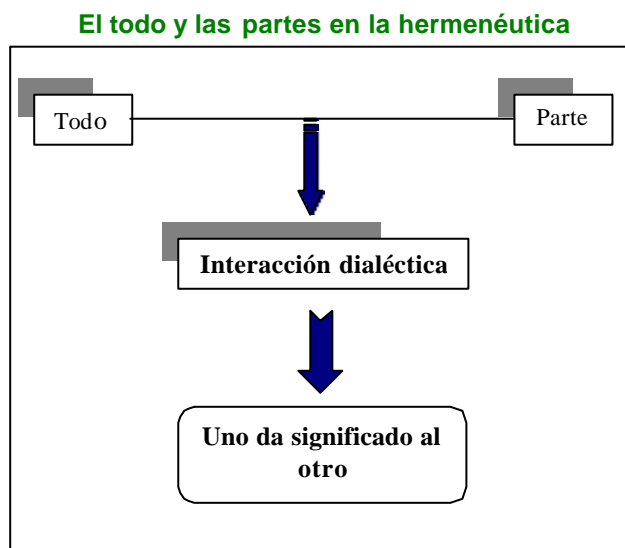 El todo y las partes en la hermenéutica
Todo
Parte
Interacción dialéctica
Uno da significado al
otro